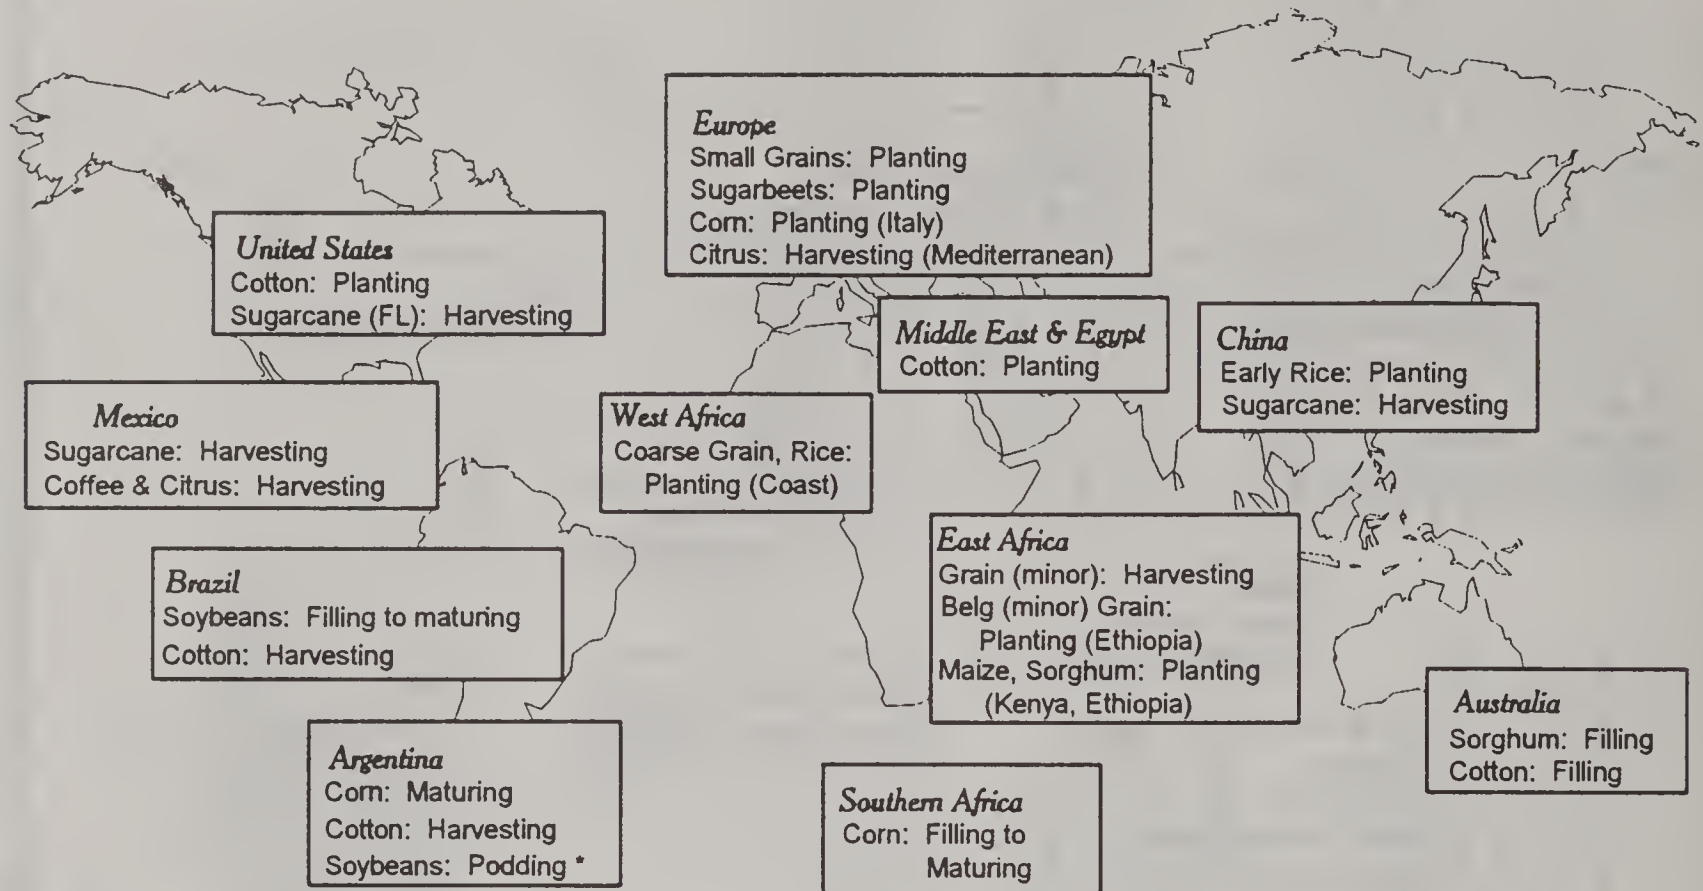 Europe
Small Grains: Planting
Sugarbeets: Planting
Corn: Planting (Italy)
Citrus: Harvesting (Mediterranean)
United States
Cotton: Planting
Sugarcane (FL): Harvesting
Middle East & Egypt
Cotton: Planting
China
Early Rice: Planting
Sugarcane: Harvesting
Mexico
Sugarcane: Harvesting
Coffee & Citrus: Harvesting
West Africa
Coarse Grain, Rice:
Planting (Coast)
East Africa
Grain (minor): Harvesting
Belg (minor) Grain:
Planting (Ethiopia)
Maize, Sorghum: Planting
(Kenya, Ethiopia)
Brazil
Soybeans: Filling to maturing
Cotton: Harvesting
Australia
Sorghum: Filling
Cotton: Filling
Argentina
Corn: Maturing
Cotton: Harvesting
Soybeans: Podding *
Southern Africa
Corn: Filling to
Maturing